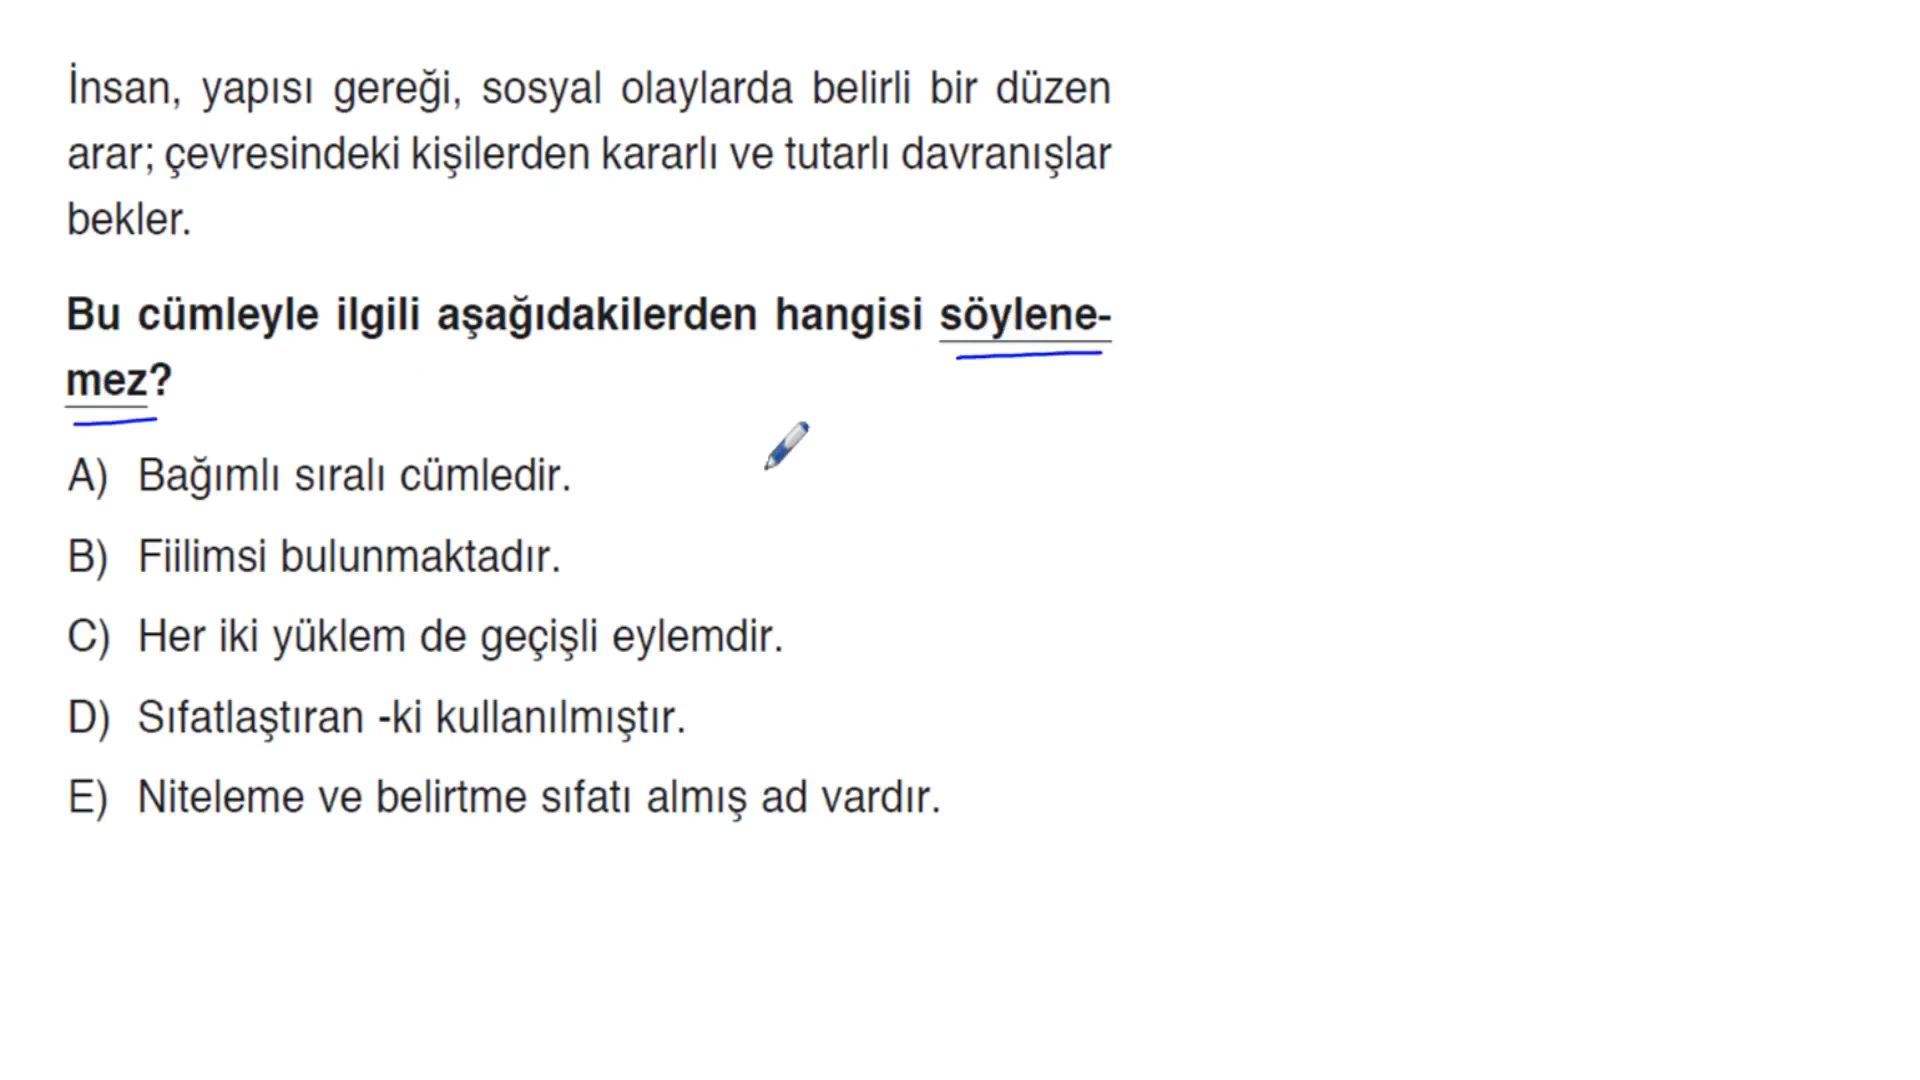 İnsan, yapısı gereği, sosyal olaylarda belirli bir düzen
arar; çevresindeki kişilerden kararlı ve tutarlı davranışlar
bekler.
Bu cümleyle ilgili aşağıdakilerden hangisi söylene-
mez?
A) Bağımlı sıralı cümledir.
B) Fiilimsi bulunmaktadır.
C) Her iki yüklem de geçişli eylemdir.
D) Sıfatlaştıran -ki kullanılmıştır.
E) Niteleme ve belirtme sıfatı almış ad vardır.